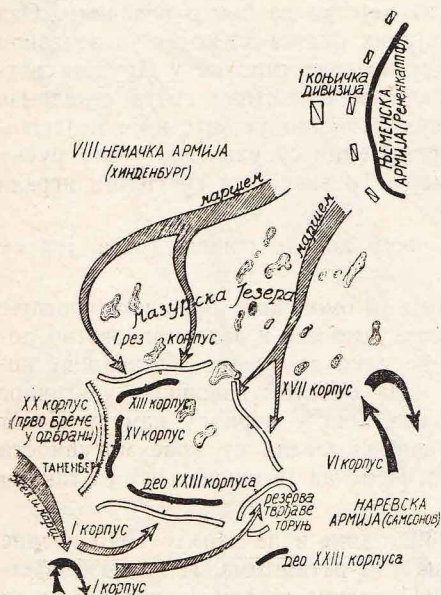 1 КОЊИЧКА
ДИВИЗИЈА
ЊЕМЕНСКА
АРМИЈА (Рененкампф)
VIII НЕМАЧКА АРМИЈА
(ХИНДЕНБУРГ)
маршем
маршем
Мазурска Језера
I рез корпус
XX корпус
(прво време
у одбрани)
XIII корпус
XV корпус
XVII корпус
ТАНЕНБЕРГ
VI корпус
део XXIII корпуса
резерва
тврђаве
торуњ
НАРЕВСКА
АРМИЈА (САМСОНОВ)
I корпус
део XXIII корпуса
I корпус